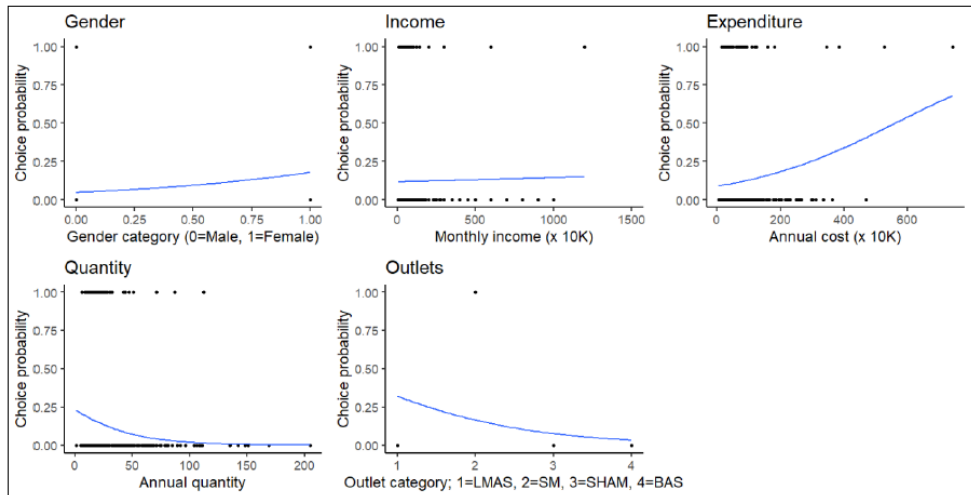 Gender
Choice probability
1.00
0.75
0.50
0.25
0.00
0.00 0.25 0.50 0.75 1.00
Gender category (0=Male, 1=Female)
Income
Choice probability
1.00
0.75
0.50
0.25
0.00
0 500 1000 1500
Monthly income (x 10K)
Expenditure
Choice probability
1.00
0.75
0.50
0.25
0.00
0 200 400 600
Annual cost (x 10K)
Quantity
Choice probability
1.00
0.75
0.50
0.25
0.00
0 50 100 150 200
Annual quantity
Outlets
Choice probability
1.00
0.75
0.50
0.25
0.00
1 2 3 4
Outlet category; 1=LMAS, 2=SM, 3=SHAM, 4=BAS